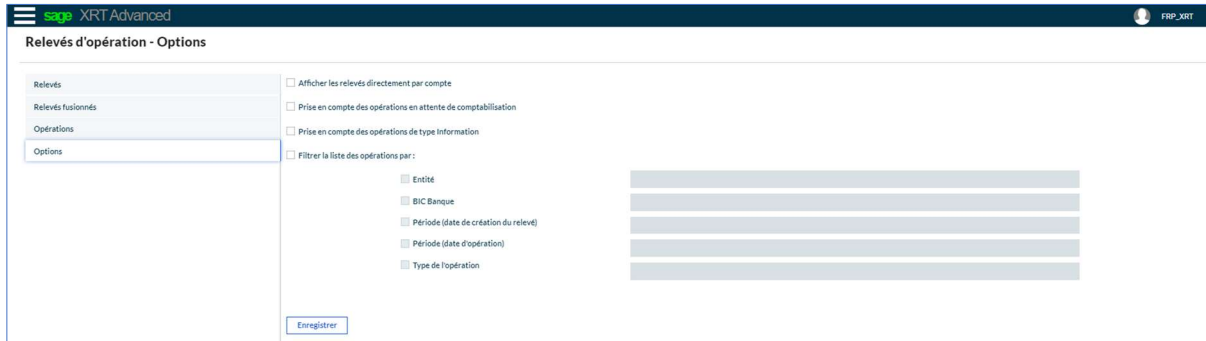 sage XRT Advanced
FRP_XRT
Relevés d'opération - Options
Relevés
Relevés fusionnés
Opérations
Options
Afficher les relevés directement par compte
Prise en compte des opérations en attente de comptabilisation
Prise en compte des opérations de type Information
Filtrer la liste des opérations par :
Entité
BIC Banque
Période (date de création du relevé)
Période (date d'opération)
Type de l'opération
Enregistrer